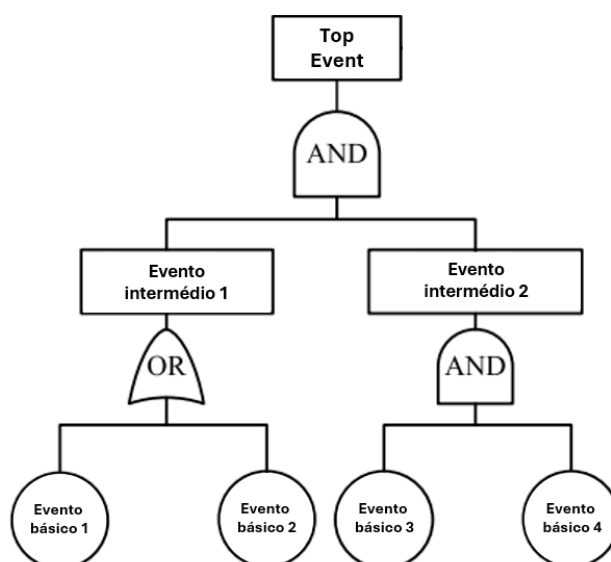 Top
Event
AND
Evento
intermédio 1
Evento
intermédio 2
OR
AND
Evento
básico 1
Evento
básico 2
Evento
básico 3
Evento
básico 4